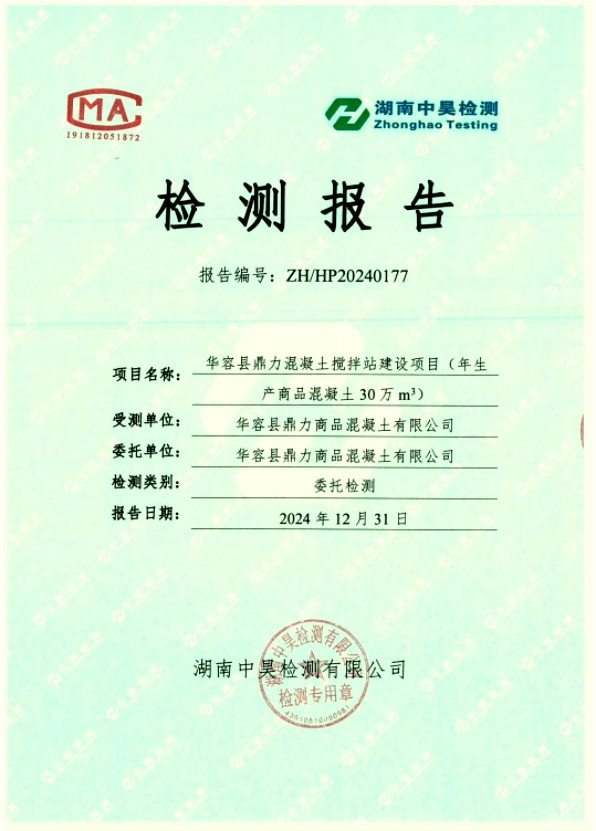 CMA
191812051872
湖南中昊检测
Zhonghao Testing
检测报告
报告编号：ZH/HP20240177
项目名称：华容县鼎力混凝土搅拌站建设项目（年生
产商品混凝土 30 万 m³）
受测单位：华容县鼎力商品混凝土有限公司
委托单位：华容县鼎力商品混凝土有限公司
检测类别：委托检测
报告日期：2024 年 12 月 31 日
湖南中昊检测有限公司
湖南中昊检测有限公司
检测专用章